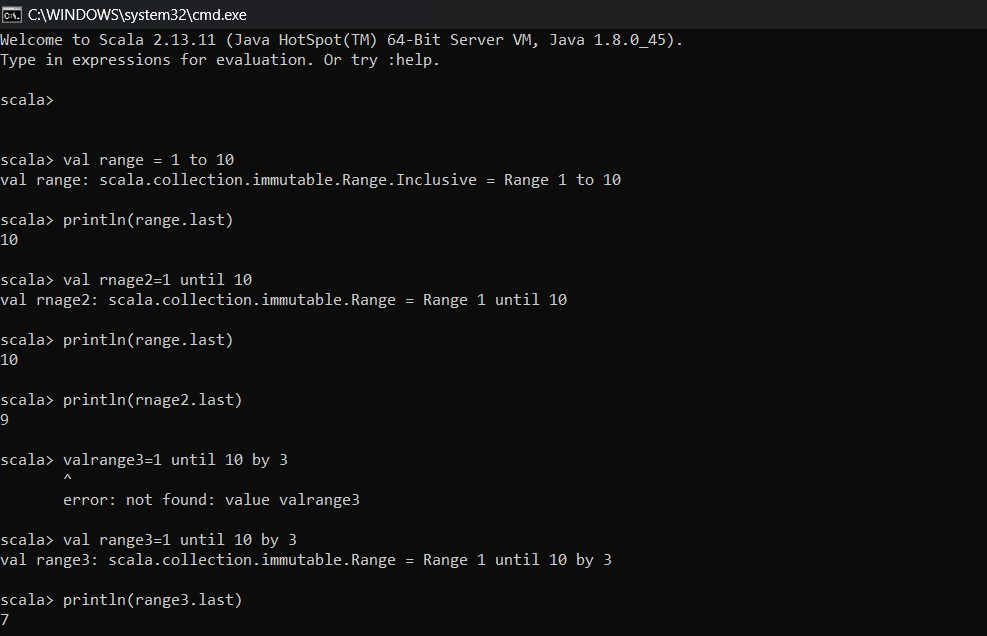 C:\WINDOWS\system32\cmd.exe
Welcome to Scala 2.13.11 (Java HotSpot(TM) 64-Bit Server VM, Java 1.8.0_45).
Type in expressions for evaluation. Or try :help.
scala>
scala> val range = 1 to 10
val range: scala.collection.immutable.Range.Inclusive = Range 1 to 10
scala> println(range.last)
10
scala> val rnage2=1 until 10
val rnage2: scala.collection.immutable.Range = Range 1 until 10
scala> println(range.last)
10
scala> println(rnage2.last)
9
scala> valrange3=1 until 10 by 3
^
error: not found: value valrange3
scala> val range3=1 until 10 by 3
val range3: scala.collection.immutable.Range = Range 1 until 10 by 3
scala> println(range3.last)
7